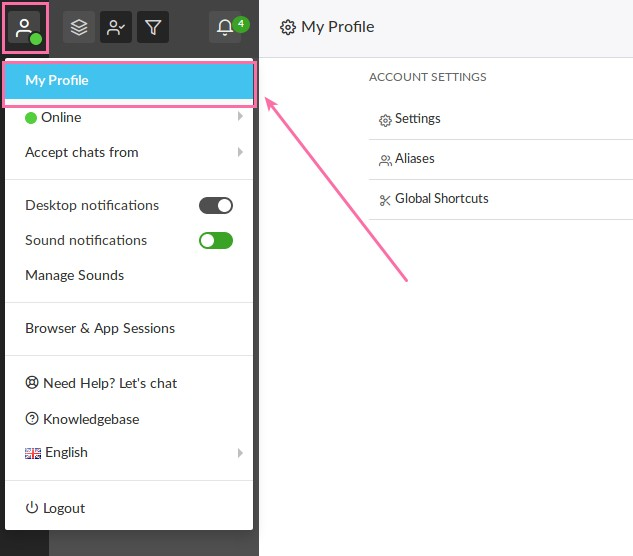 4
My Profile
Online
Accept chats from
Desktop notifications
Sound notifications
Manage Sounds
Browser & App Sessions
Need Help? Let's chat
Knowledgebase
English
Logout
My Profile
ACCOUNT SETTINGS
Settings
Aliases
Global Shortcuts